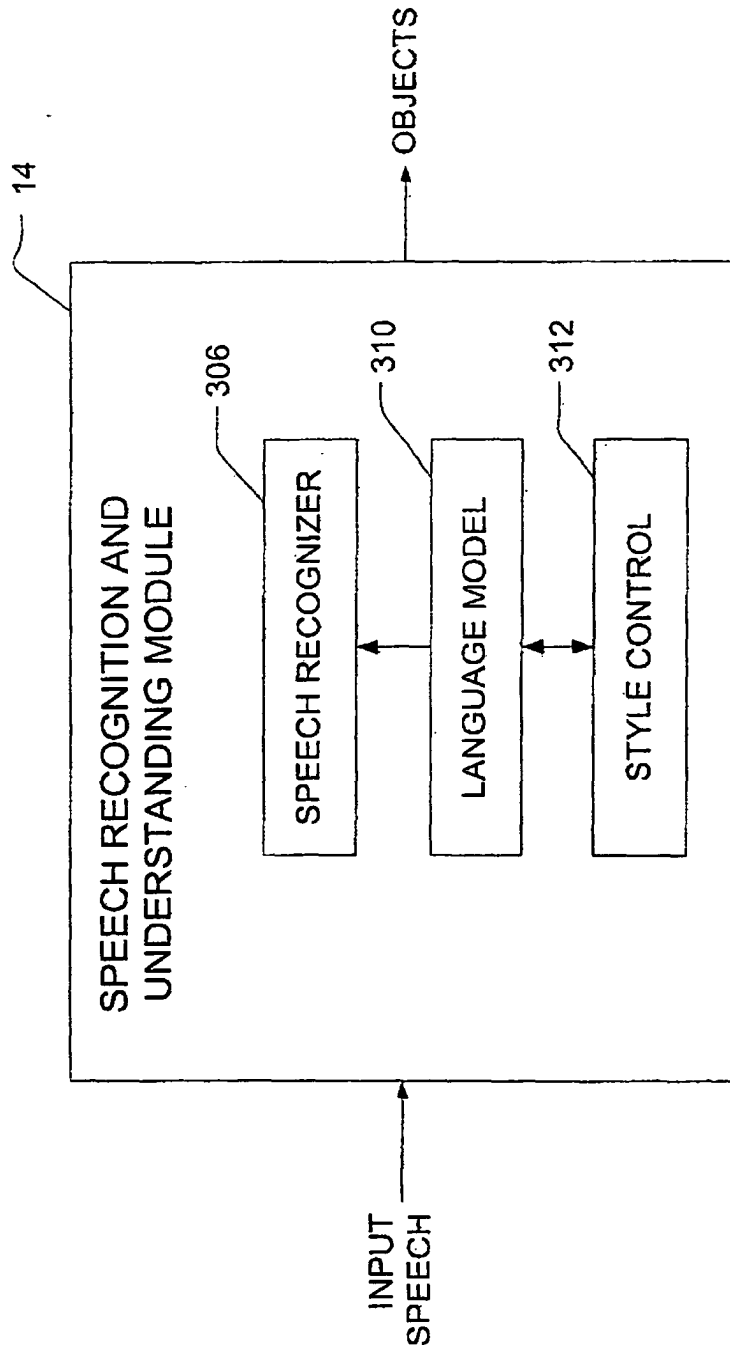 14
SPEECH RECOGNITION AND
UNDERSTANDING MODULE
306
SPEECH RECOGNIZER
310
LANGUAGE MODEL
312
STYLE CONTROL
INPUT
SPEECH
OBJECTS